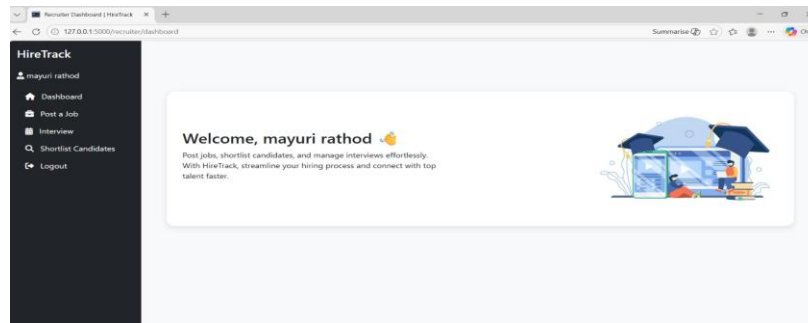 Recruiter Dashboard | HireTrack
127.0.0.1:5000/recruiter/dashboard
Summarise
HireTrack
mayuri rathod
Dashboard
Post a Job
Interview
Shortlist Candidates
Logout
Welcome, mayuri rathod
Post jobs, shortlist candidates, and manage interviews effortlessly.
With HireTrack, streamline your hiring process and connect with top
talent faster.